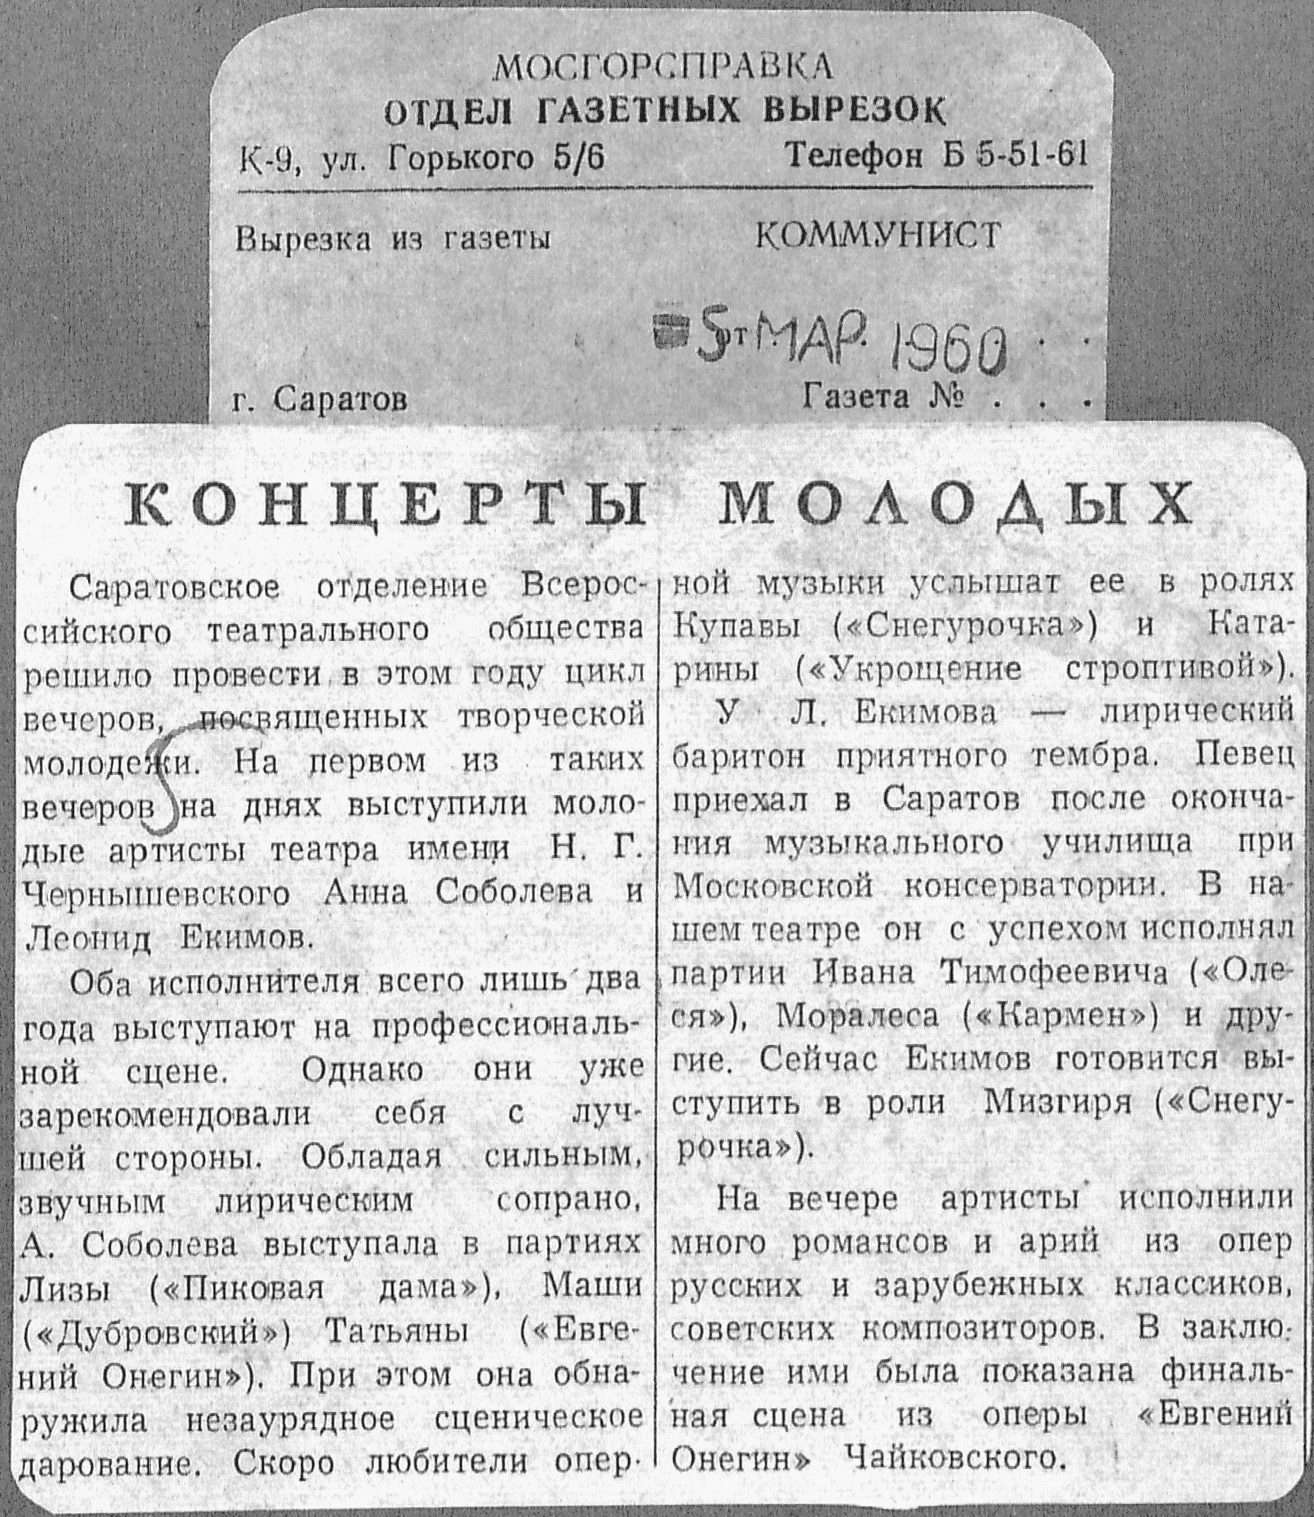 МОСГОРСПРАВКА
ОТДЕЛ ГАЗЕТНЫХ ВЫРЕЗОК
К-9, ул. Горького 5/6 Телефон Б 5-51-61
Вырезка из газеты КОММУНИСТ
5 от МАР. 1960 . .
г. Саратов Газета № . . .
КОНЦЕРТЫ МОЛОДЫХ
Саратовское отделение Всерос-
сийского театрального общества
решило провести в этом году цикл
вечеров, посвященных творческой
молодежи. На первом из таких
вечеров на днях выступили моло-
дые артисты театра имени Н. Г.
Чернышевского Анна Соболева и
Леонид Екимов.
Оба исполнителя всего лишь два
года выступают на профессиональ-
ной сцене. Однако они уже
зарекомендовали себя с луч-
шей стороны. Обладая сильным,
звучным лирическим сопрано,
А. Соболева выступала в партиях
Лизы («Пиковая дама»), Маши
(«Дубровский») Татьяны («Евге-
ний Онегин»). При этом она обна-
ружила незаурядное сценическое
дарование. Скоро любители опер-
ной музыки услышат ее в ролях
Купавы («Снегурочка») и Ката-
рины («Укрощение строптивой»).
У Л. Екимова — лирический
баритон приятного тембра. Певец
приехал в Саратов после оконча-
ния музыкального училища при
Московской консерватории. В на-
шем театре он с успехом исполнял
партии Ивана Тимофеевича («Оле-
ся»), Моралеса («Кармен») и дру-
гие. Сейчас Екимов готовится вы-
ступить в роли Мизгиря («Снегу-
рочка»).
На вечере артисты исполнили
много романсов и арий из опер
русских и зарубежных классиков,
советских композиторов. В заклю-
чение ими была показана финаль-
ная сцена из оперы «Евгений
Онегин» Чайковского.